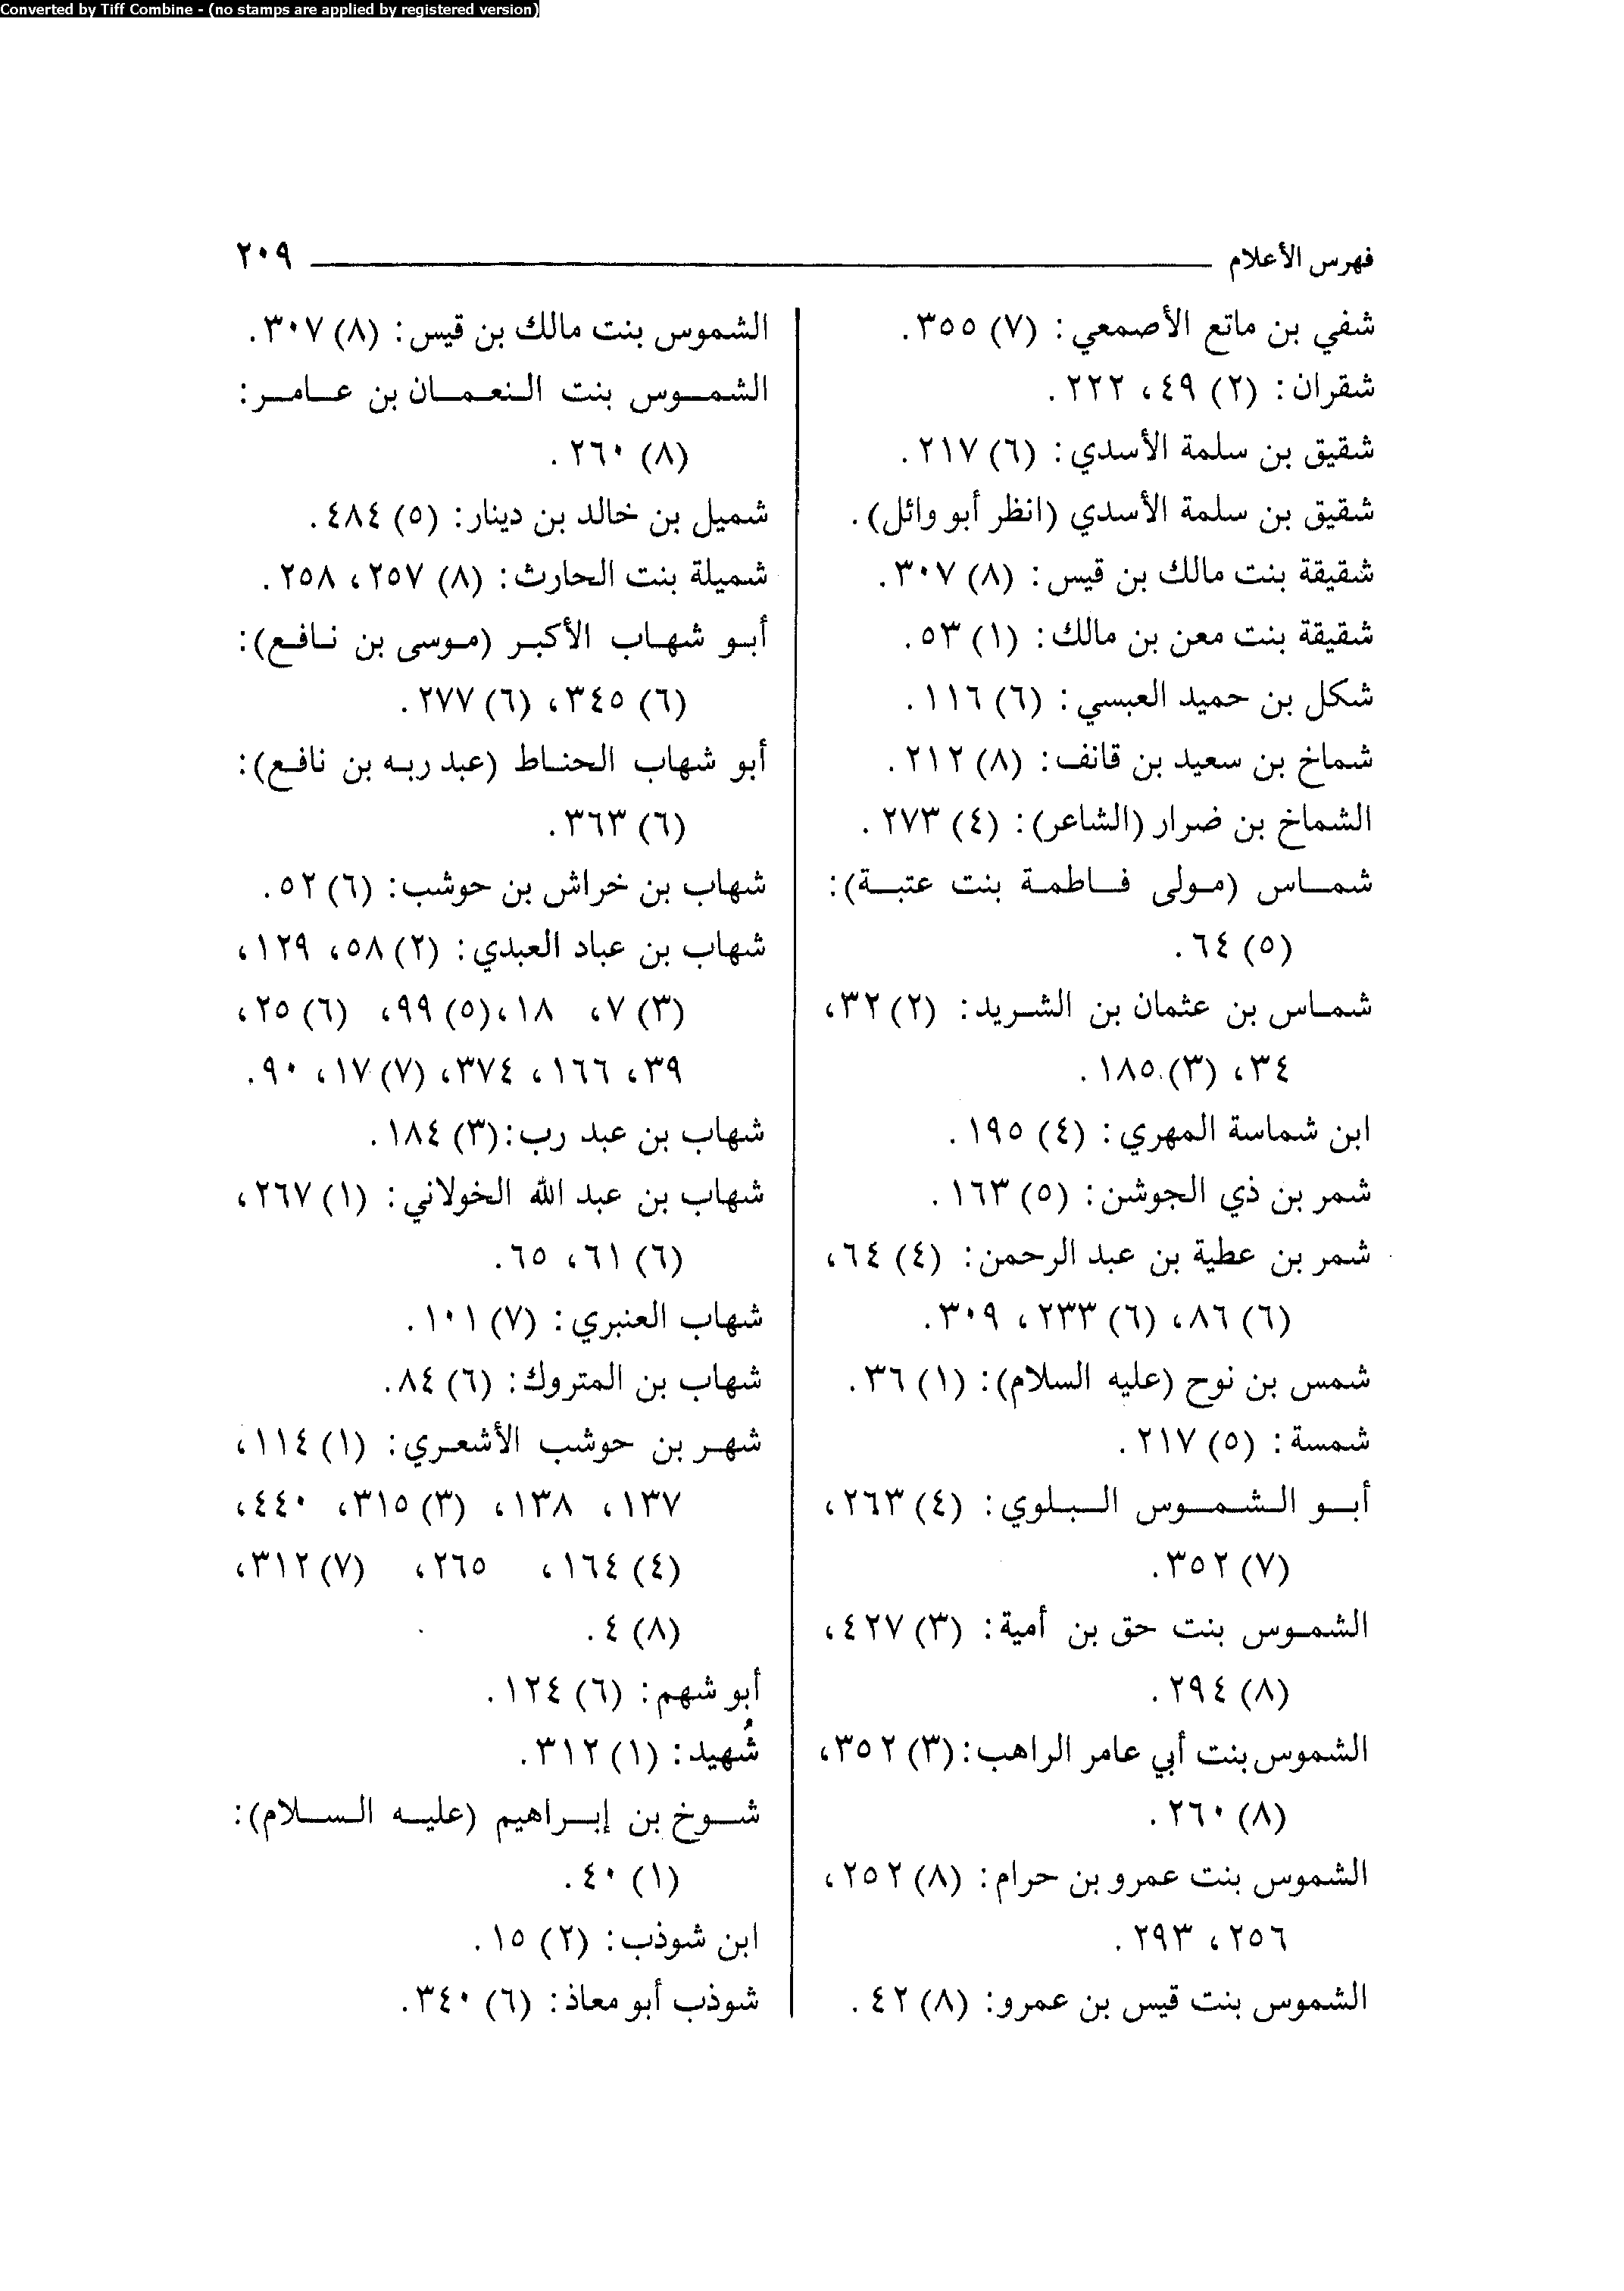 Converted by Tiff Combine - (no stamps are applied by registered version)
فهرس الأعلام ٢٠٩
شفي بن ماتع الأصمعي: (٧) ٣٥٥.
شقران: (٢) ٤٩، ٢٢٢.
شقيق بن سلمة الأسدي: (٦) ٢١٧.
شقيق بن سلمة الأسدي (انظر أبو وائل).
شقيقة بنت مالك بن قيس: (٨) ٣٠٧.
شقيقة بنت معن بن مالك: (١) ٥٣.
شكل بن حميد العبسي: (٦) ١١٦.
شماخ بن سعيد بن قانف: (٨) ٢١٢.
الشماخ بن ضرار (الشاعر): (٤) ٢٧٣.
شماس (مولى فاطمة بنت عتبة):
(٥) ٦٤.
شماس بن عثمان بن الشريد: (٢) ٣٢،
٣٤، (٣) ١٨٥.
ابن شماسة المهري: (٤) ١٩٥.
شمر بن ذي الجوشن: (٥) ١٦٣.
شمر بن عطية بن عبد الرحمن: (٤) ٦٤،
(٦) ٨٦، (٦) ٢٣٣، ٣٠٩.
شمس بن نوح (عليه السلام): (١) ٣٦.
شمسة: (٥) ٢١٧.
أبو الشموس البلوي: (٤) ٢٦٣،
(٧) ٣٥٢.
الشموس بنت حق بن أمية: (٣) ٤٢٧،
(٨) ٢٩٤.
الشموس بنت أبي عامر الراهب: (٣) ٣٥٢،
(٨) ٢٦٠.
الشموس بنت عمرو بن حرام: (٨) ٢٥٢،
٢٥٦، ٢٩٣.
الشموس بنت قيس بن عمرو: (٨) ٤٢.
الشموس بنت مالك بن قيس: (٨) ٣٠٧.
الشموس بنت النعمان بن عامر:
(٨) ٢٦٠.
شميل بن خالد بن دينار: (٥) ٤٨٤.
شميلة بنت الحارث: (٨) ٢٥٧، ٢٥٨.
أبو شهاب الأكبر (موسى بن نافع):
(٦) ٣٤٥، (٦) ٢٧٧.
أبو شهاب الحناط (عبد ربه بن نافع):
(٦) ٣٦٣.
شهاب بن خراش بن حوشب: (٦) ٥٢.
شهاب بن عباد العبدي: (٢) ٥٨، ١٢٩،
(٣) ٧، ١٨، (٥) ٩٩، (٦) ٢٥،
٣٩، ١٦٦، ٣٧٤، (٧) ١٧، ٩٠.
شهاب بن عبد رب: (٣) ١٨٤.
شهاب بن عبد الله الخولاني: (١) ٢٦٧،
(٦) ٦١، ٦٥.
شهاب العنبري: (٧) ١٠١.
شهاب بن المتروك: (٦) ٨٤.
شهر بن حوشب الأشعري: (١) ١١٤،
١٣٧، ١٣٨، (٣) ٣١٥، ٤٤٠،
(٤) ١٦٤، ٢٦٥، (٧) ٣١٢،
(٨) ٤.
أبو شهم: (٦) ١٢٤.
شُهيد: (١) ٣١٢.
شوخ بن إبراهيم (عليه السلام):
(١) ٤٠.
ابن شوذب: (٢) ١٥.
شوذب أبو معاذ: (٦) ٣٤٠.